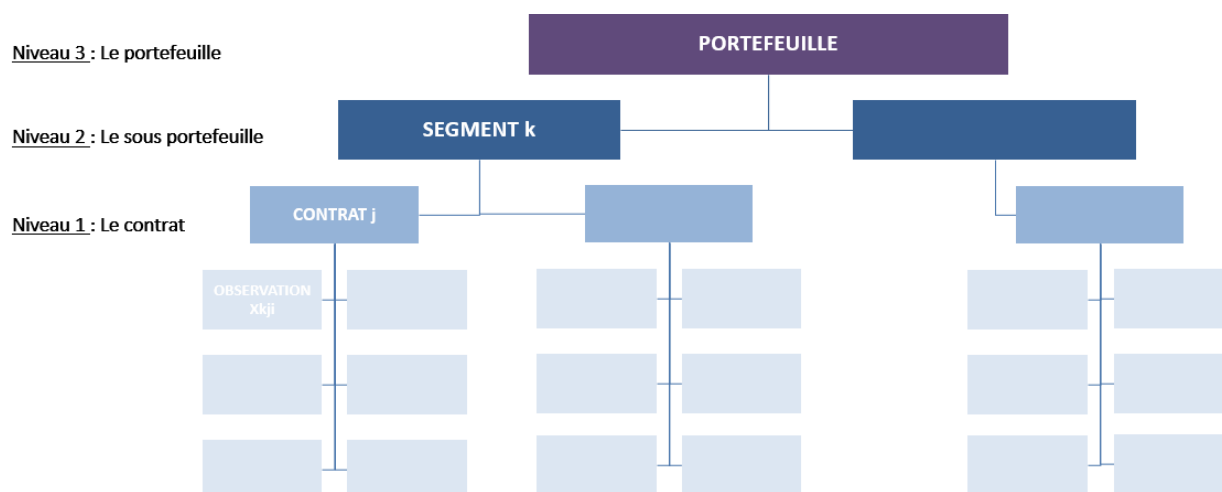 PORTEFEUILLE
Niveau 3 : Le portefeuille
SEGMENT k
Niveau 2 : Le sous portefeuille
CONTRAT j
Niveau 1 : Le contrat
OBSERVATION
Xkji